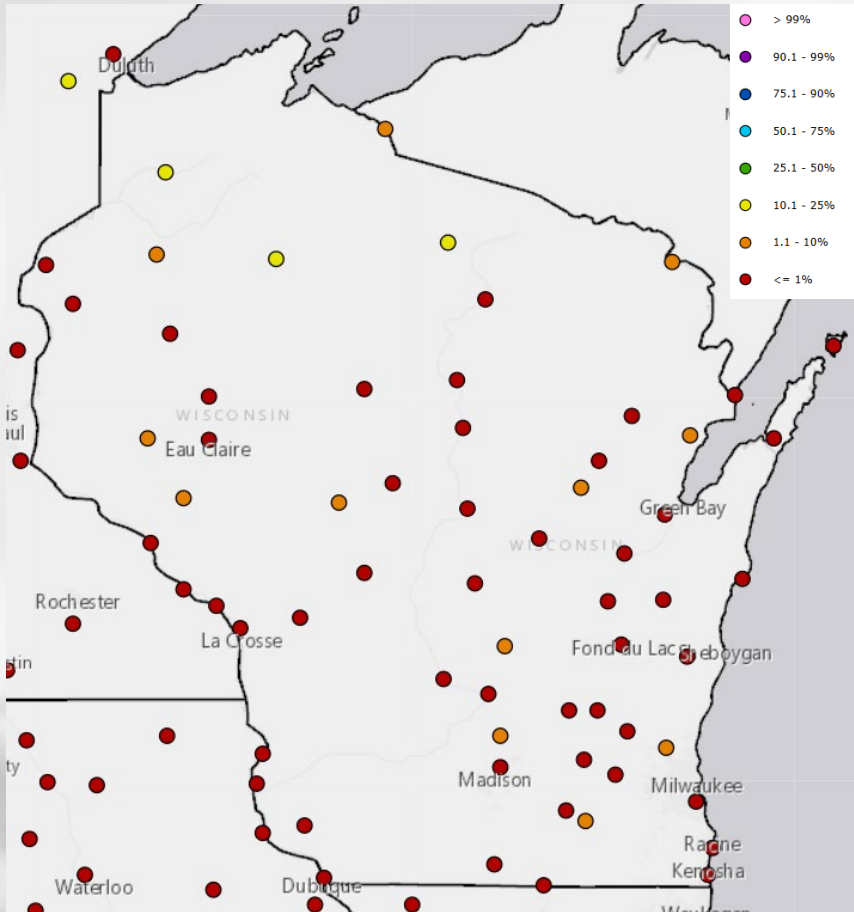 > 99%
90.1 - 99%
75.1 - 90%
50.1 - 75%
25.1 - 50%
10.1 - 25%
1.1 - 10%
<= 1%
Duluth
WISCONSIN
Eau Claire
Green Bay
WISCONSIN
Rochester
La Crosse
Fond du Lac
Sheboygan
Madison
Milwaukee
Racine
Kenosha
Waterloo
Dubuque